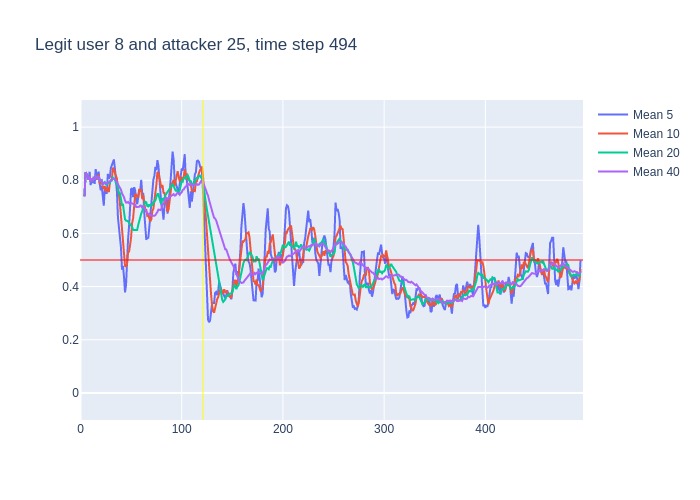 Legit user 8 and attacker 25, time step 494
Mean 5
Mean 10
Mean 20
Mean 40
1
0.8
0.6
0.4
0.2
0
0 100 200 300 400